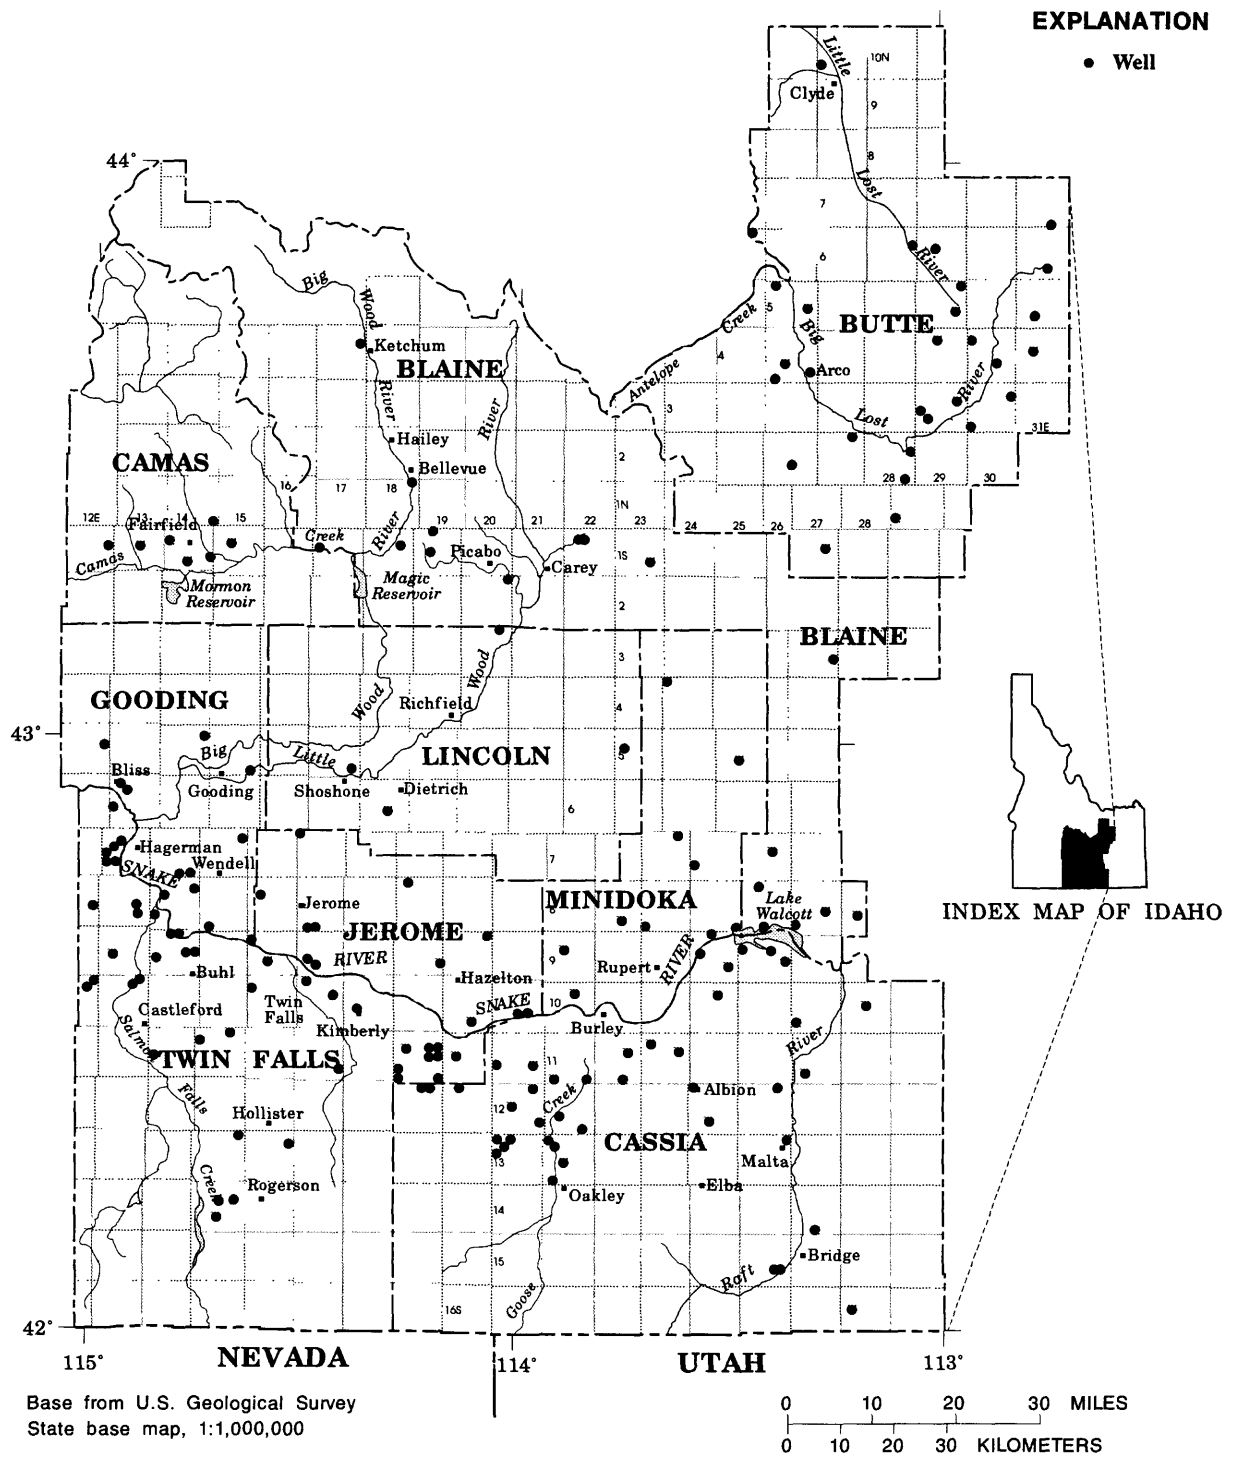 EXPLANATION
● Well
Little
10N
Clyde
9
8
Lost
44°
7
River
6
Big
Wood
5
Creek
Big
BUTTE
Ketchum
BLAINE
4
Antelope
Arco
River
River
River
3
Lost
31E
Hailey
2
CAMAS
Bellevue
16
17
18
1N
28
29
30
12E
13
14
15
Fairfield
Creek
River
19
20
21
22
23
24
25
26
27
28
Camas
Picabo
1S
Carey
Mormon
Reservoir
Magic
Reservoir
2
BLAINE
3
GOODING
Wood
Wood
Richfield
4
43°
Big
Little
LINCOLN
5
Bliss
Gooding
Shoshone
Dietrich
6
Hagerman
Wendell
7
SNAKE
MINIDOKA
Lake
Walcott
8
Jerome
JEROME
INDEX MAP OF IDAHO
RIVER
RIVER
9
Rupert
Buhl
Hazelton
Castleford
Twin
Falls
SNAKE
10
Kimberly
Burley
Salmon
River
TWIN FALLS
11
Albion
Falls
Creek
12
Hollister
CASSIA
Malta
13
Creek
Rogerson
Elba
Oakley
14
15
Bridge
Raft
Goose
16S
42°
115°
NEVADA
114°
UTAH
113°
Base from U.S. Geological Survey
State base map, 1:1,000,000
0 10 20 30 MILES
0 10 20 30 KILOMETERS